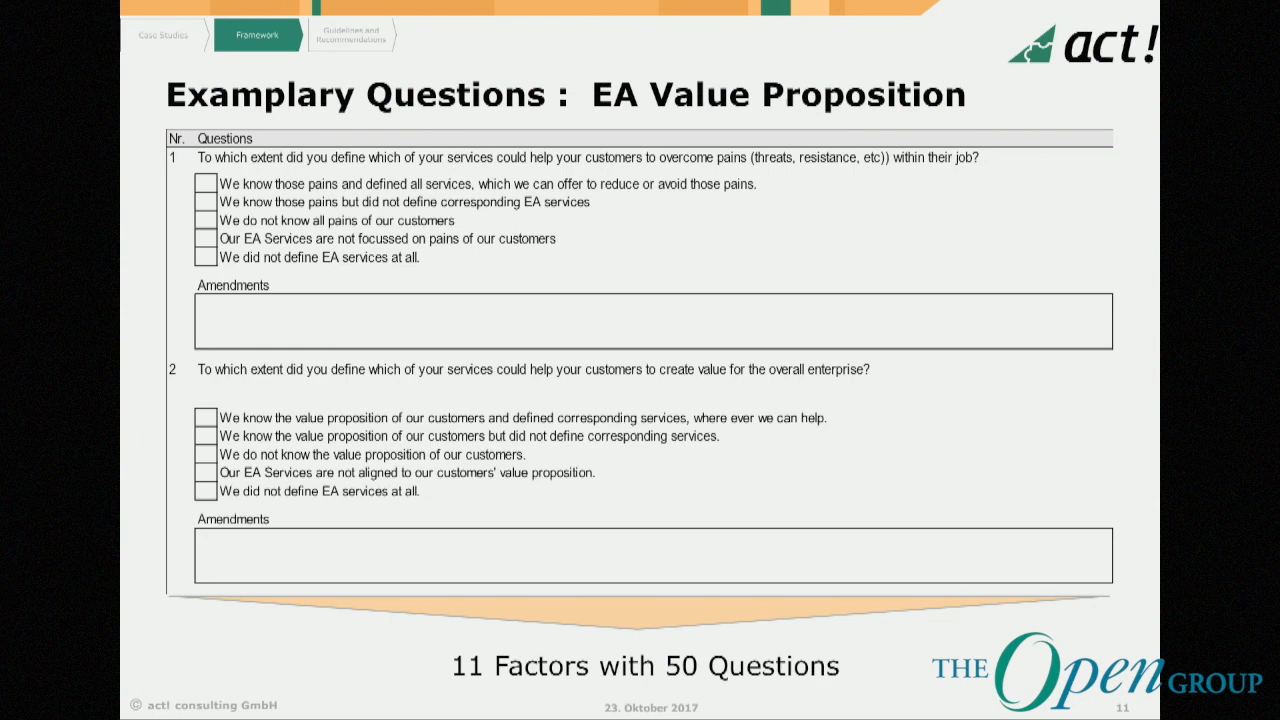 Case Studies
Framework
Guidelines and
Recommendations
act!
Examplary Questions : EA Value Proposition
Nr. Questions
1 To which extent did you define which of your services could help your customers to overcome pains (threats, resistance, etc)) within their job?
We know those pains and defined all services, which we can offer to reduce or avoid those pains.
We know those pains but did not define corresponding EA services
We do not know all pains of our customers
Our EA Services are not focussed on pains of our customers
We did not define EA services at all.
Amendments
2 To which extent did you define which of your services could help your customers to create value for the overall enterprise?
We know the value proposition of our customers and defined corresponding services, where ever we can help.
We know the value proposition of our customers but did not define corresponding services.
We do not know the value proposition of our customers.
Our EA Services are not aligned to our customers' value proposition.
We did not define EA services at all.
Amendments
11 Factors with 50 Questions
THE Open GROUP
© act! consulting GmbH
23. Oktober 2017
11